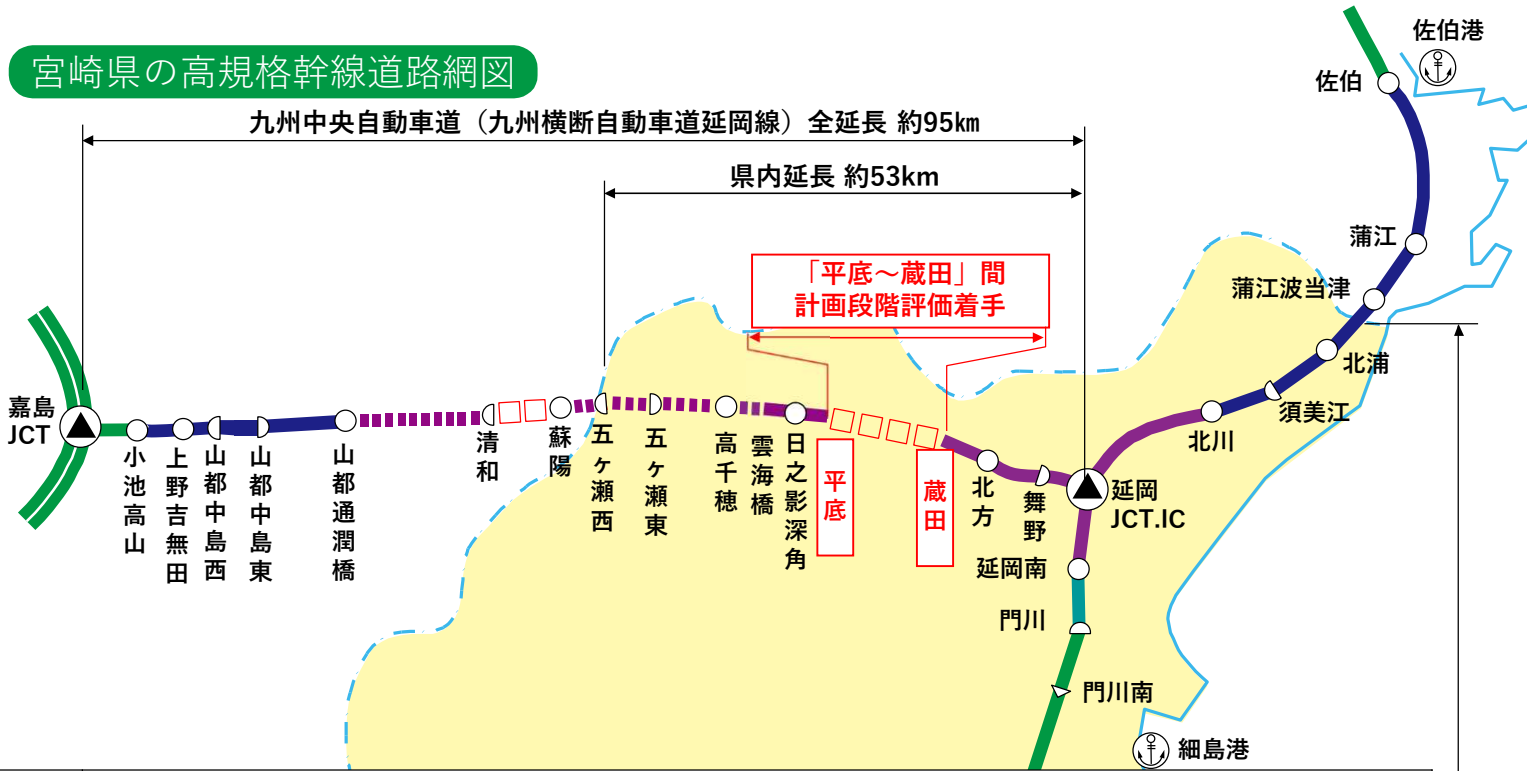 宮崎県の高規格幹線道路網図
九州中央自動車道（九州横断自動車道延岡線）全延長 約95㎞
県内延長 約53km
「平底～蔵田」間
計画段階評価着手
佐伯港
佐伯
蒲江
蒲江波当津
北浦
須美江
北川
嘉島
JCT
小池高山
上野吉無田
山都中島西
山都中島東
山都通潤橋
清和
蘇陽
五ヶ瀬西
五ヶ瀬東
高千穂
雲海橋
日之影深角
平底
蔵田
北方
舞野
延岡
JCT.IC
延岡南
門川
門川南
細島港